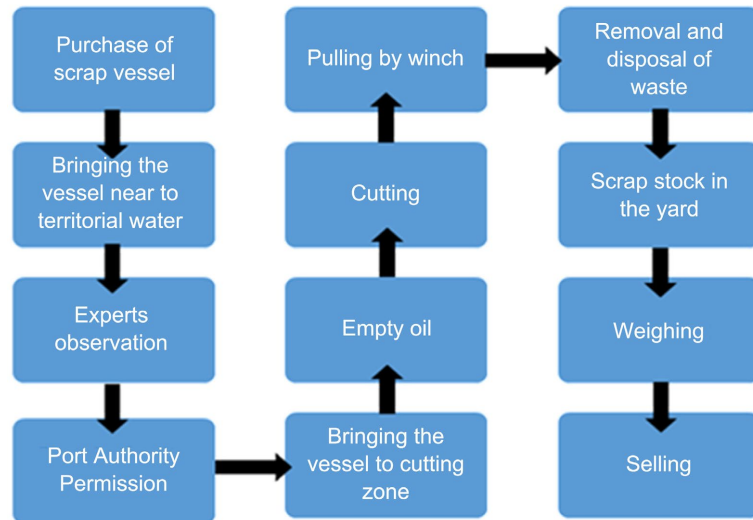 Purchase of
scrap vessel
Bringing the
vessel near to
territorial water
Experts
observation
Port Authority
Permission
Bringing the
vessel to cutting
zone
Empty oil
Cutting
Pulling by winch
Removal and
disposal of
waste
Scrap stock in
the yard
Weighing
Selling